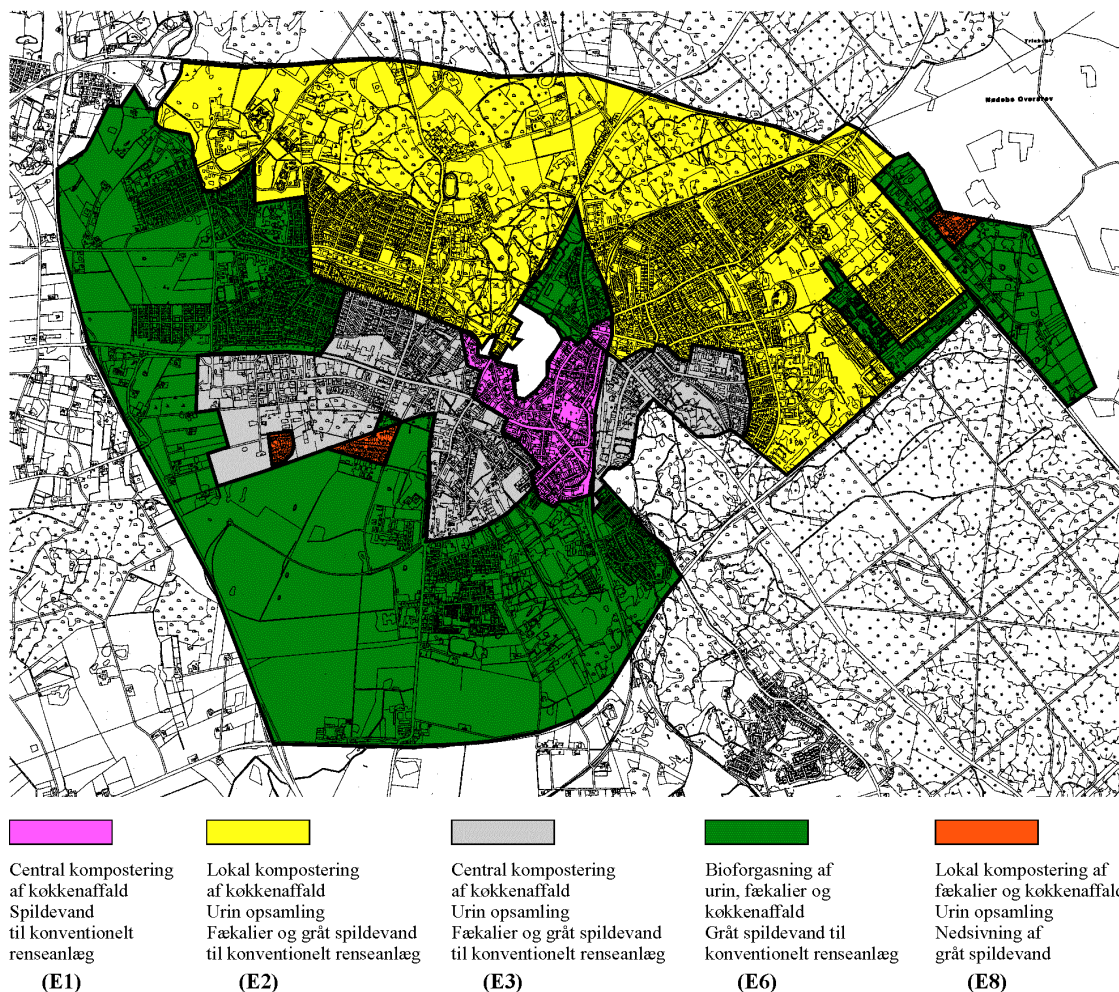 Nødebo Overdrev
Central kompostering
af køkkenaffald
Spildevand
til konventionelt
renseanlæg
(E1)
Lokal kompostering
af køkkenaffald
Urin opsamling
Fækalier og gråt spildevand
til konventionelt renseanlæg
(E2)
Central kompostering
af køkkenaffald
Urin opsamling
Fækalier og gråt spildevand
til konventionelt renseanlæg
(E3)
Bioforgasning af
urin, fækalier og
køkkenaffald
Gråt spildevand til
konventionelt renseanlæg
(E6)
Lokal kompostering af
fækalier og køkkenaffald
Urin opsamling
Nedsivning af
gråt spildevand
(E8)